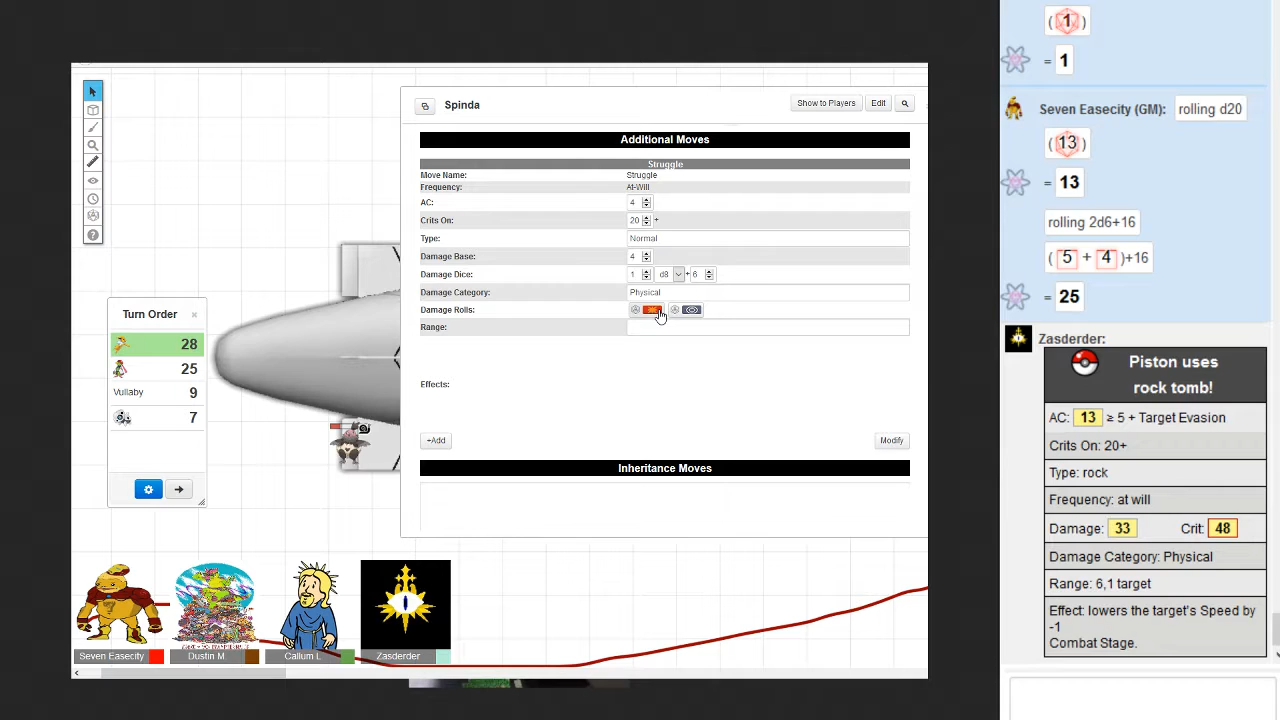 Spinda
Show to Players
Edit
Additional Moves
Struggle
Move Name: Struggle
Frequency: At-Will
AC: 4
Crits On: 20 +
Type: Normal
Damage Base: 4
Damage Dice: 1 d8 + 6
Damage Category: Physical
Damage Rolls:
Range:
Effects:
+Add
Modify
Inheritance Moves
Turn Order
28
25
Vullaby 9
7
Seven Easecity
Dustin M
Callum L
Zasderder
(1)
= 1
Seven Easecity (GM): rolling d20
(13)
= 13
rolling 2d6+16
(5 + 4)+16
= 25
Zasderder:
Piston uses
rock tomb!
AC: 13 ≥ 5 + Target Evasion
Crits On: 20+
Type: rock
Frequency: at will
Damage: 33 Crit: 48
Damage Category: Physical
Range: 6,1 target
Effect: lowers the target's Speed by
-1
Combat Stage.